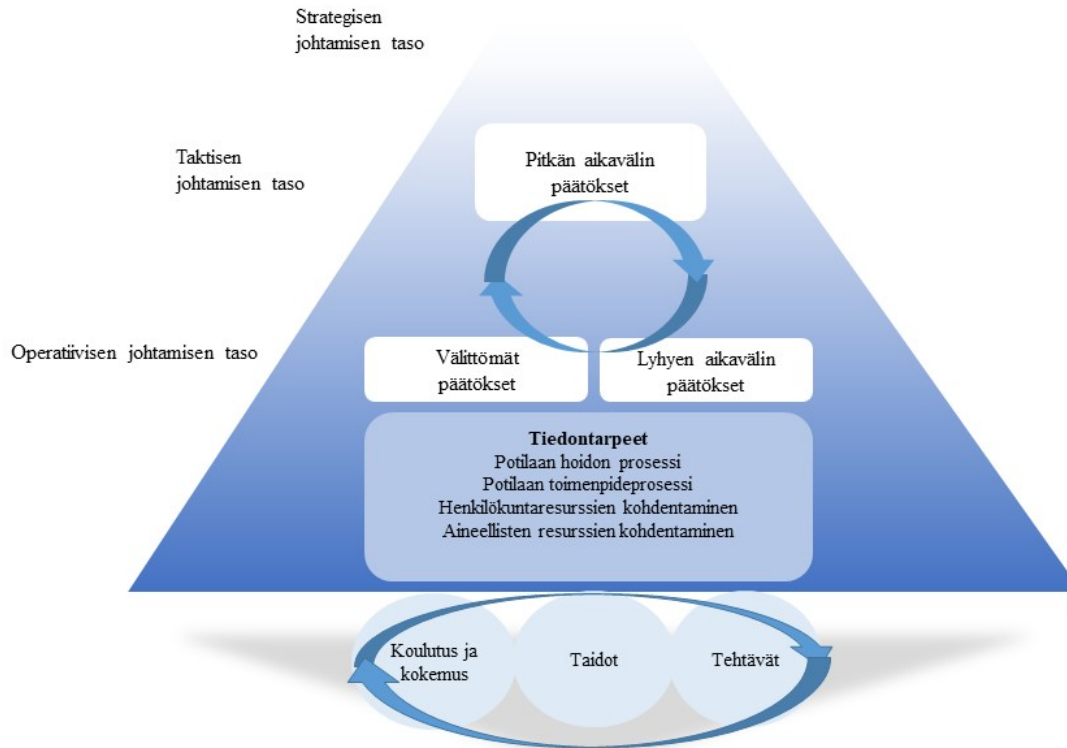 Strategisen
johtamisen taso
Taktisen
johtamisen taso
Pitkän aikavälin
päätökset
Operatiivisen johtamisen taso
Välittömät
päätökset
Lyhyen aikavälin
päätökset
Tiedontarpeet
Potilaan hoidon prosessi
Potilaan toimenpideprosessi
Henkilökuntaresurssien kohdentaminen
Aineellisten resurssien kohdentaminen
Koulutus ja
kokemus
Taidot
Tehtävät